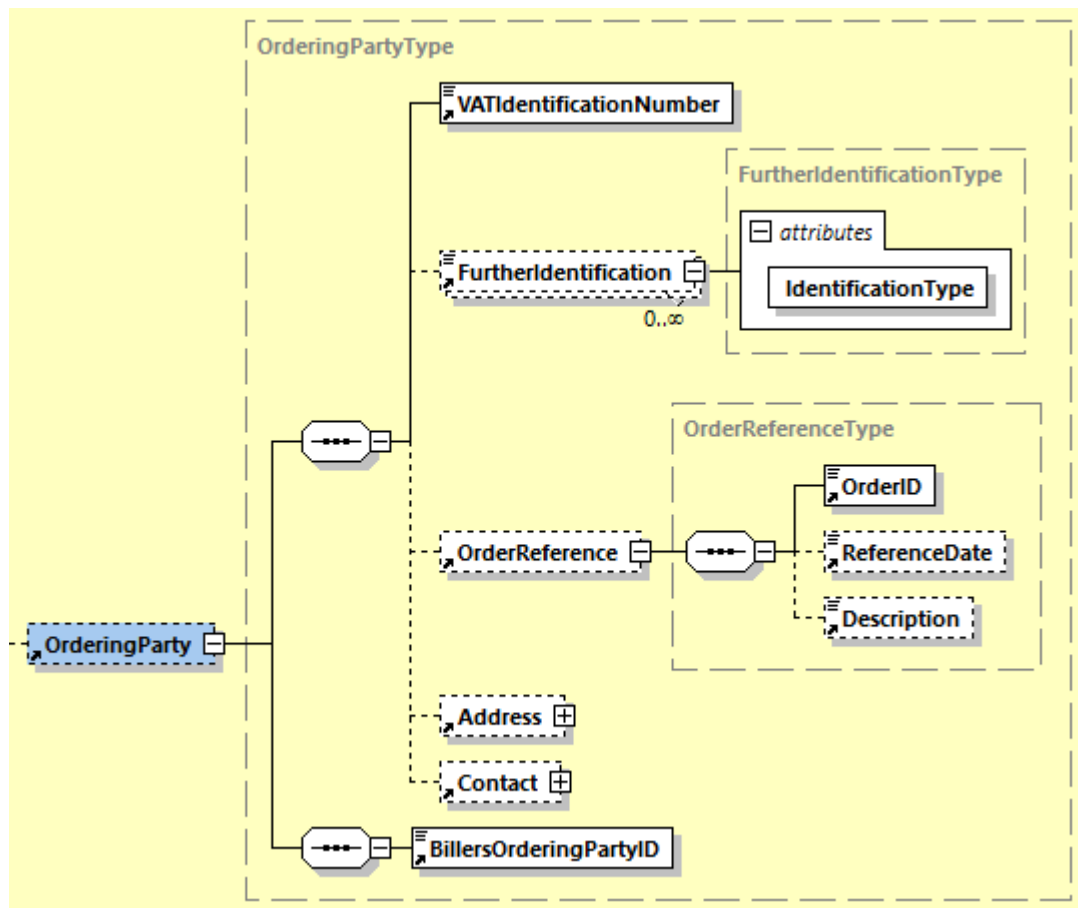 OrderingPartyType
VATIdentificationNumber
FurtherIdentificationType
attributes
FurtherIdentification
IdentificationType
0..∞
OrderReferenceType
OrderID
OrderReference
ReferenceDate
Description
OrderingParty
Address
Contact
BillersOrderingPartyID